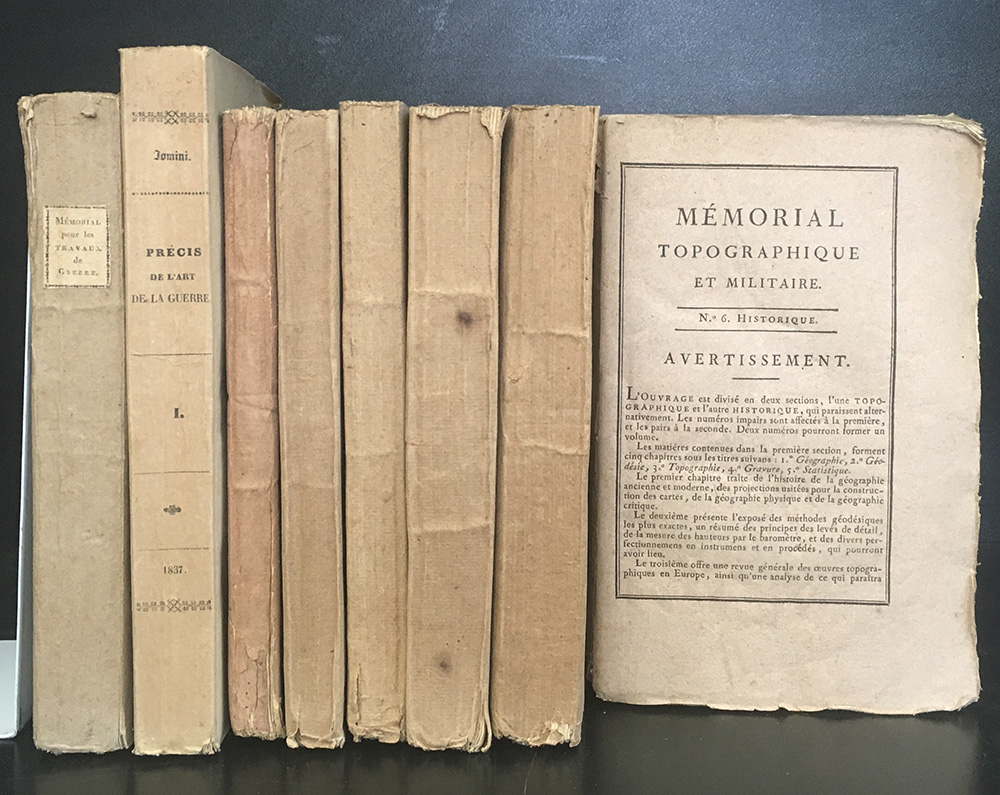 MÉMORIAL
pour les
TRAVAUX
de
GUERRE.
Jomini.
PRÉCIS
DE L'ART
DE LA GUERRE
I.
1837.
MÉMORIAL
TOPOGRAPHIQUE
ET MILITAIRE.
N.º 6. HISTORIQUE.
AVERTISSEMENT.
L'OUVRAGE est divisé en deux sections, l'une TOPO-
GRAPHIQUE et l'autre HISTORIQUE, qui paraissent alter-
nativement. Les numéros impairs sont affectés à la première,
et les pairs à la seconde. Deux numéros pourront former un
volume.
Les matières contenues dans la première section, forment
cinq chapitres sous les titres suivans : 1.º Géographie, 2.º Géo-
désie, 3.º Topographie, 4.º Gravure, 5.º Statistique.
Le premier chapitre traite de l'histoire de la géographie
ancienne et moderne, des projections usitées pour la construc-
tion des cartes, de la géographie physique et de la géographie
critique.
Le deuxième présente l'exposé des méthodes géodésiques
les plus exactes, un résumé des principes des levés de détail,
de la mesure des hauteurs par le baromètre, et des divers per-
fectionnemens en instrumens et en procédés, qui pourront
avoir lieu.
Le troisième offre une revue générale des œuvres topogra-
phiques en Europe, ainsi qu'une analyse de ce qui paraîtra